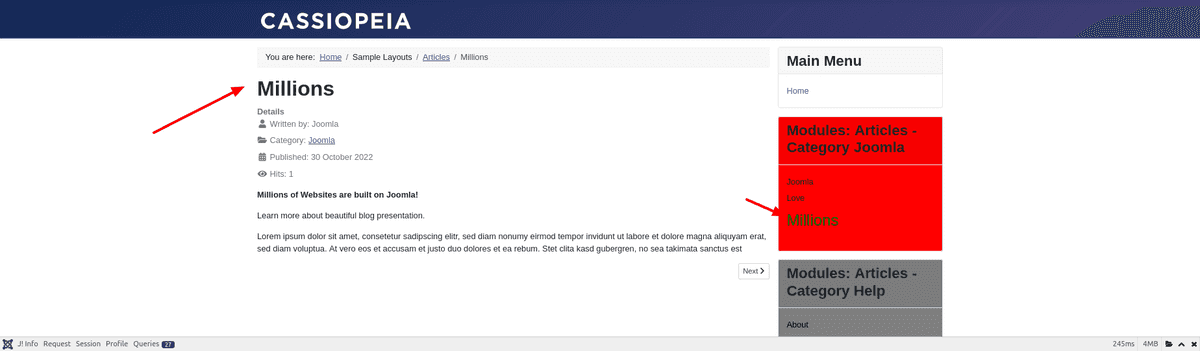 CASSIOPEIA
You are here: Home / Sample Layouts / Articles / Millions
Millions
Details
Written by: Joomla
Category: Joomla
Published: 30 October 2022
Hits: 1
Millions of Websites are built on Joomla!
Learn more about beautiful blog presentation.
Lorem ipsum dolor sit amet, consetetur sadipscing elitr, sed diam nonumy eirmod tempor invidunt ut labore et dolore magna aliquyam erat,
sed diam voluptua. At vero eos et accusam et justo duo dolores et ea rebum. Stet clita kasd gubergren, no sea takimata sanctus est
Next
Main Menu
Home
Modules: Articles -
Category Joomla
Joomla
Love
Millions
Modules: Articles -
Category Help
About
J! Info Request Session Profile Queries 27
245ms 4MB